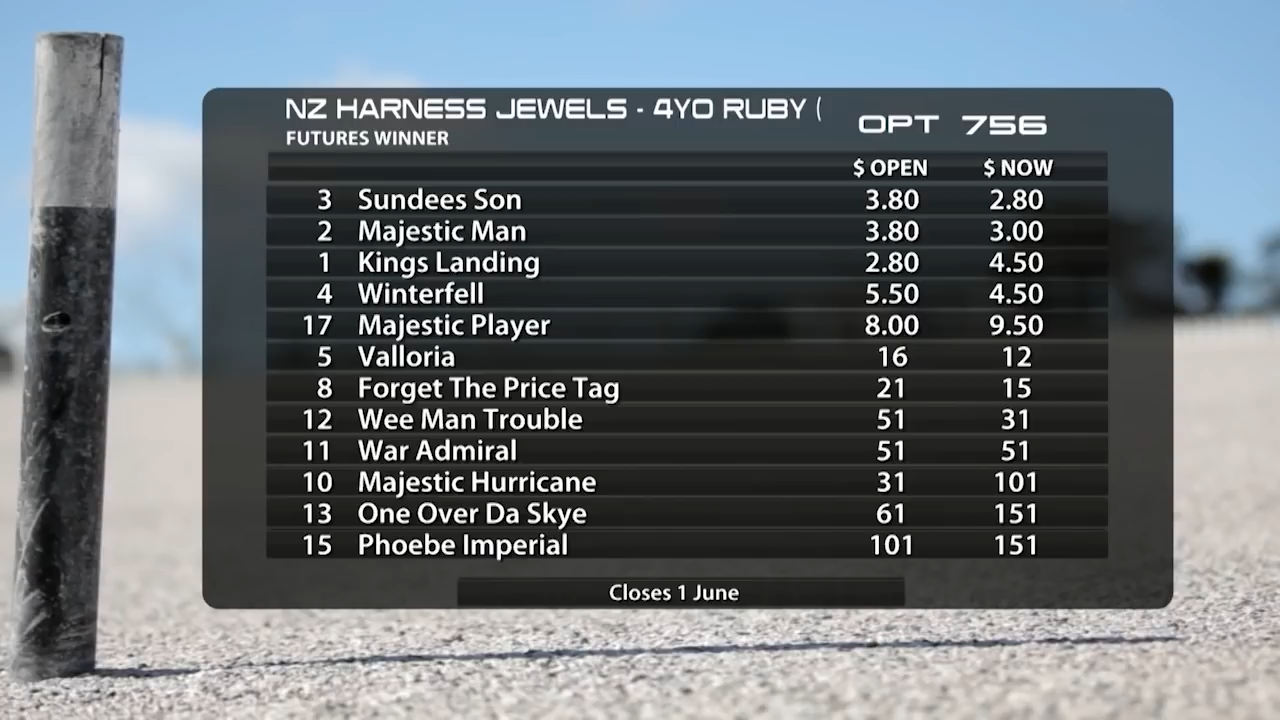 NZ HARNESS JEWELS - 4YO RUBY (
OPT 756
FUTURES WINNER
$ OPEN $ NOW
3 Sundees Son 3.80 2.80
2 Majestic Man 3.80 3.00
1 Kings Landing 2.80 4.50
4 Winterfell 5.50 4.50
17 Majestic Player 8.00 9.50
5 Valloria 16 12
8 Forget The Price Tag 21 15
12 Wee Man Trouble 51 31
11 War Admiral 51 51
10 Majestic Hurricane 31 101
13 One Over Da Skye 61 151
15 Phoebe Imperial 101 151
Closes 1 June